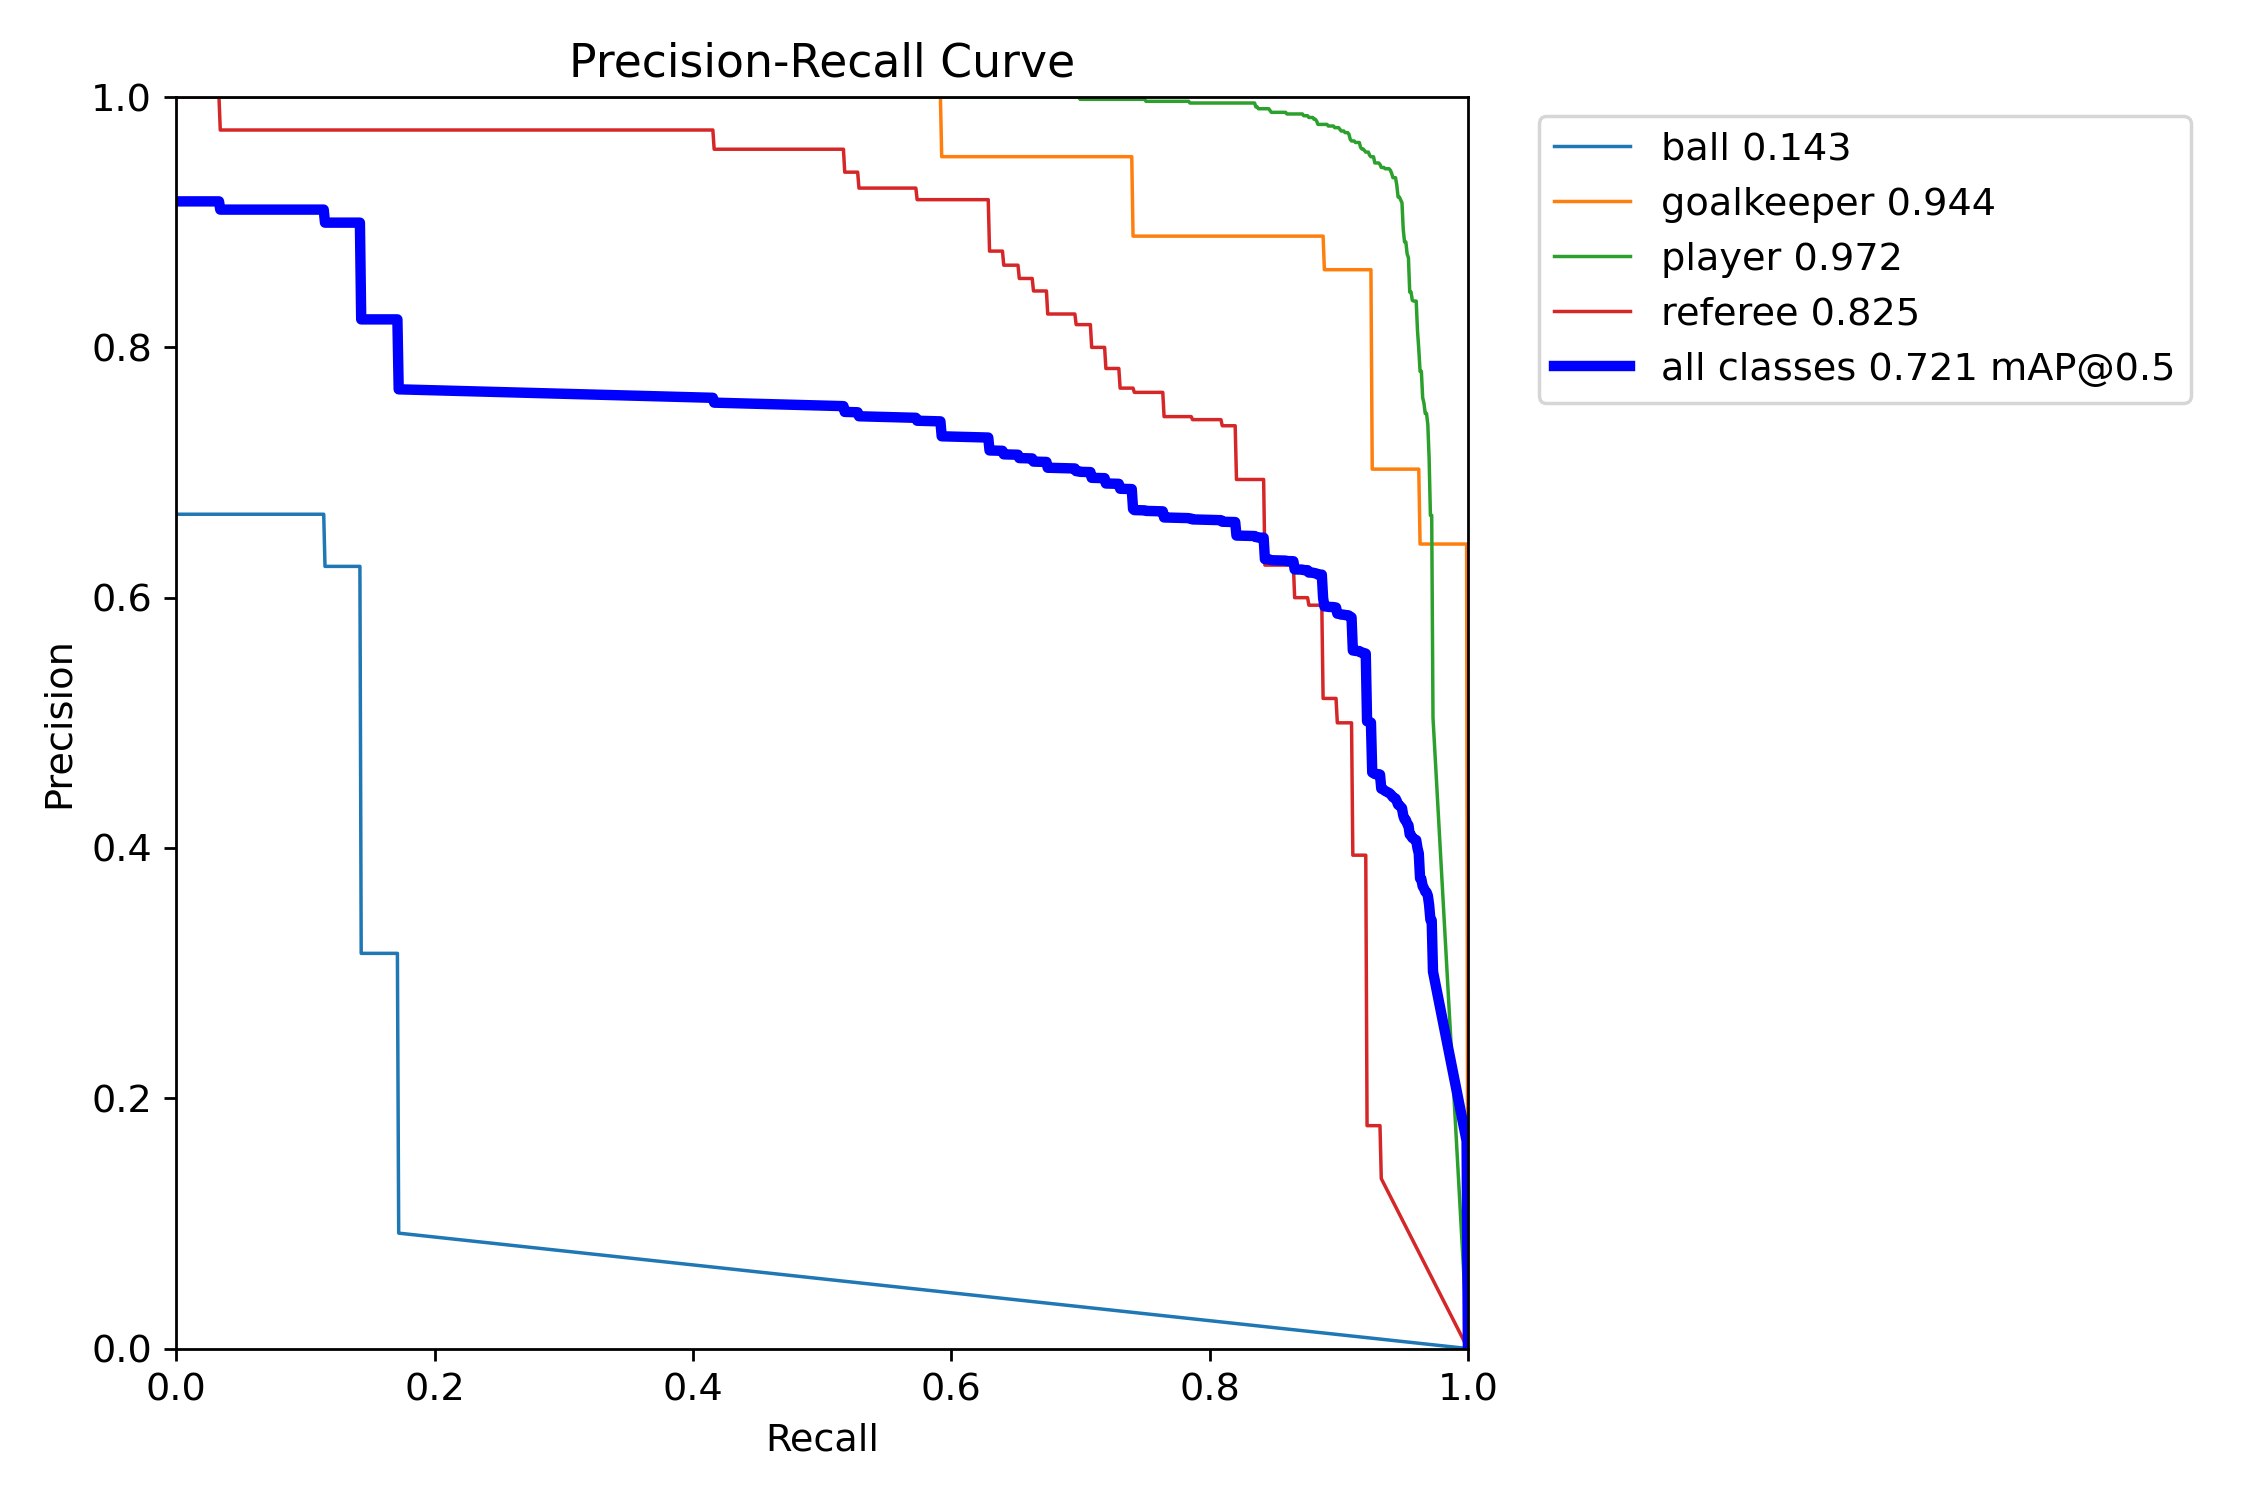 Precision-Recall Curve
1.0
0.8
0.6
0.4
0.2
0.0
Precision
0.0 0.2 0.4 0.6 0.8 1.0
Recall
ball 0.143
goalkeeper 0.944
player 0.972
referee 0.825
all classes 0.721 mAP@0.5